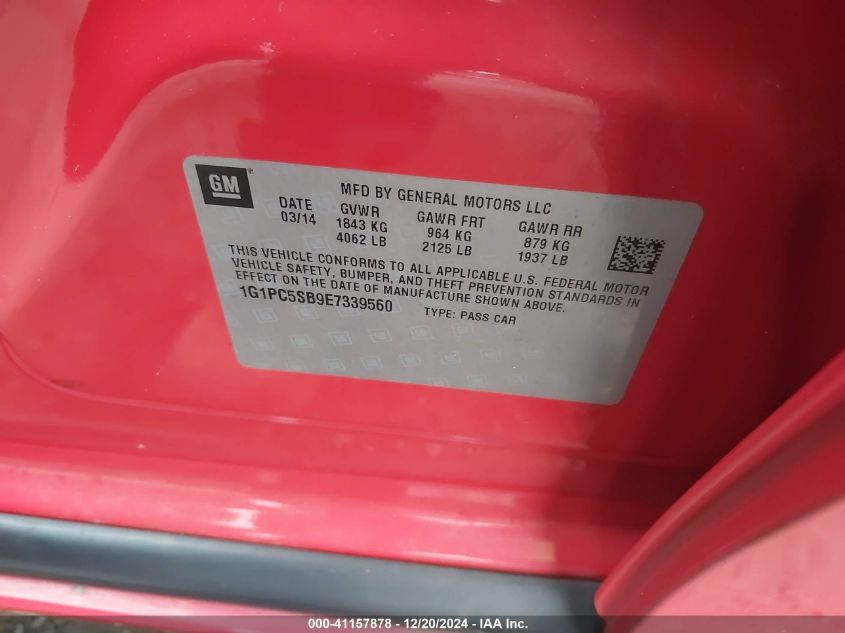 GM®
MFD BY GENERAL MOTORS LLC
DATE GVWR GAWR FRT GAWR RR
03/14 1843 KG 964 KG 879 KG
4062 LB 2125 LB 1937 LB
THIS VEHICLE CONFORMS TO ALL APPLICABLE U.S. FEDERAL MOTOR
VEHICLE SAFETY, BUMPER, AND THEFT PREVENTION STANDARDS IN
EFFECT ON THE DATE OF MANUFACTURE SHOWN ABOVE.
1G1PC5SB9E7339560 TYPE: PASS CAR
000-41157878 - 12/20/2024 - IAA Inc.